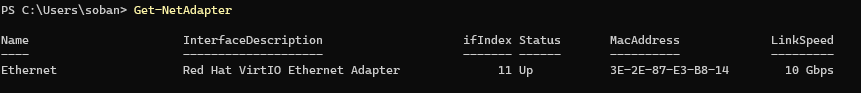 PS C:\Users\soban> Get-NetAdapter
Name InterfaceDescription ifIndex Status MacAddress LinkSpeed
---- -------------------- ------- ------ ---------- ---------
Ethernet Red Hat VirtIO Ethernet Adapter 11 Up 3E-2E-87-E3-B8-14 10 Gbps